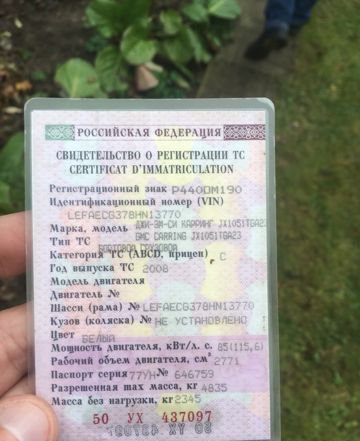 РОССИЙСКАЯ ФЕДЕРАЦИЯ
СВИДЕТЕЛЬСТВО О РЕГИСТРАЦИИ ТС
CERTIFICAT D'IMMATRICULATION
Регистрационный знак Р440ОМ190
Идентификационный номер (VIN)
LEFAECG378HN13770
Марка, модель ДЖИ-ЭМ-СИ КАРРИНГ JX1051TGA23
GMC CARRING JX1051TGA23
Тип ТС
БОРТОВОЙ ГРУЗОВОЙ
Категория ТС (ABCD, прицеп) C
Год выпуска ТС 2008
Модель двигателя
Двигатель №
Шасси (рама) № LEFAECG378HN13770
Кузов (коляска) № НЕ УСТАНОВЛЕНО
Цвет БЕЛЫЙ
Мощность двигателя, кВт/л. с. 85(115,6)
Рабочий объем двигателя, см³ 2771
Паспорт серия 77УН № 646759
Разрешенная max масса, кг 4835
Масса без нагрузки, кг 2345
50 УХ 437097